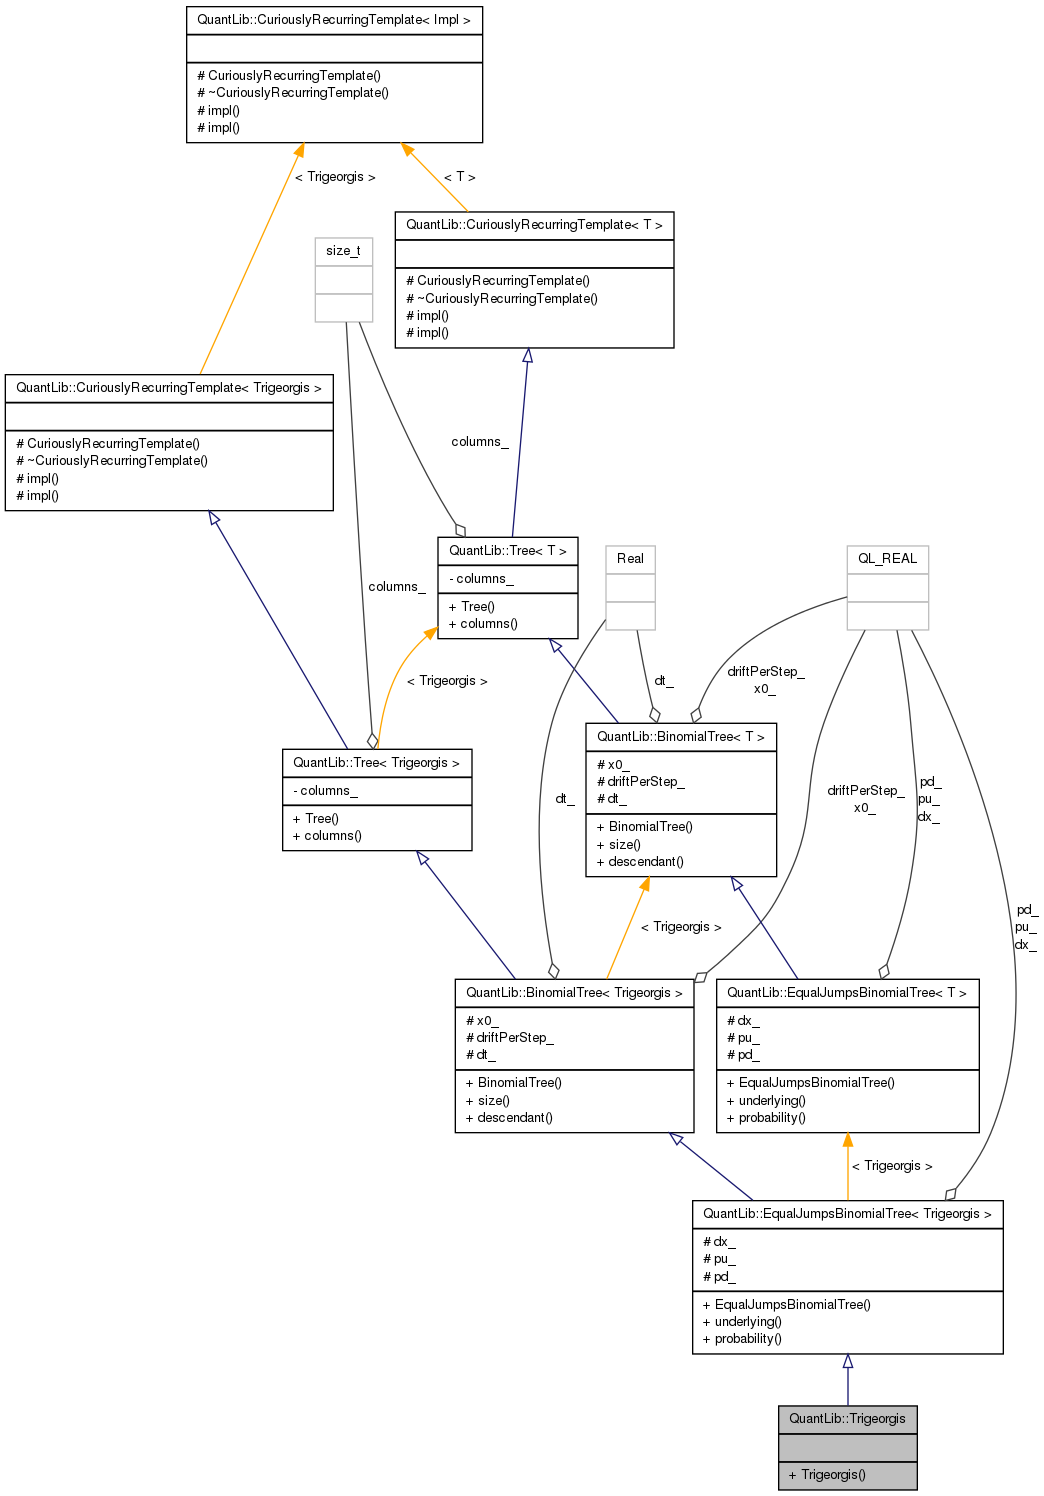 QuantLib::CuriouslyRecurringTemplate< Impl >
# CuriouslyRecurringTemplate()
# ~CuriouslyRecurringTemplate()
# impl()
# impl()
< Trigeorgis >
< T >
QuantLib::CuriouslyRecurringTemplate< T >
# CuriouslyRecurringTemplate()
# ~CuriouslyRecurringTemplate()
# impl()
# impl()
size_t
QuantLib::CuriouslyRecurringTemplate< Trigeorgis >
# CuriouslyRecurringTemplate()
# ~CuriouslyRecurringTemplate()
# impl()
# impl()
columns_
QuantLib::Tree< T >
- columns_
+ Tree()
+ columns()
Real
QL_REAL
columns_
< Trigeorgis >
dt_
driftPerStep_
x0_
QuantLib::BinomialTree< T >
# x0_
# driftPerStep_
# dt_
+ BinomialTree()
+ size()
+ descendant()
QuantLib::Tree< Trigeorgis >
- columns_
+ Tree()
+ columns()
dt_
driftPerStep_
x0_
pd_
pu_
dx_
< Trigeorgis >
pd_
pu_
dx_
QuantLib::BinomialTree< Trigeorgis >
# x0_
# driftPerStep_
# dt_
+ BinomialTree()
+ size()
+ descendant()
QuantLib::EqualJumpsBinomialTree< T >
# dx_
# pu_
# pd_
+ EqualJumpsBinomialTree()
+ underlying()
+ probability()
< Trigeorgis >
QuantLib::EqualJumpsBinomialTree< Trigeorgis >
# dx_
# pu_
# pd_
+ EqualJumpsBinomialTree()
+ underlying()
+ probability()
QuantLib::Trigeorgis
+ Trigeorgis()